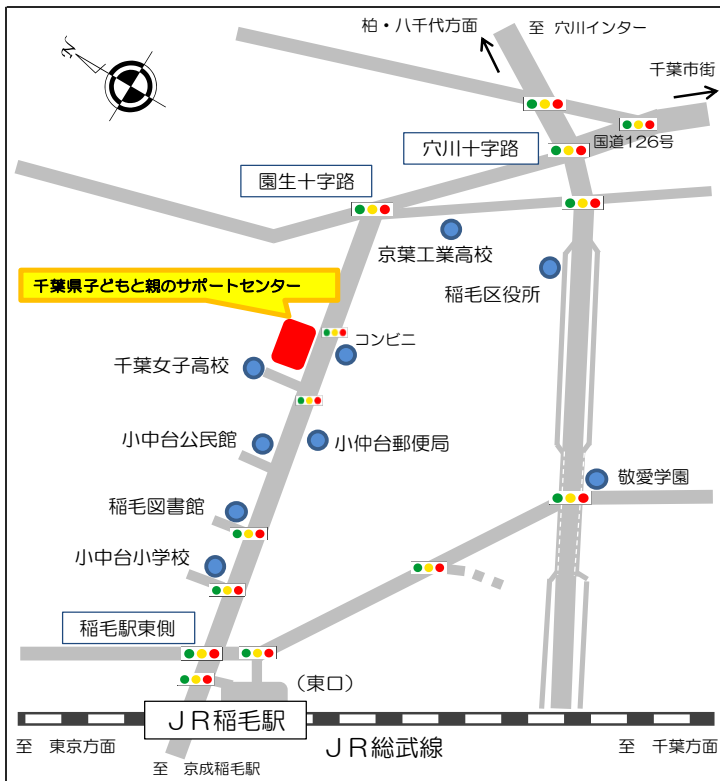 N
柏・八千代方面
至 穴川インター
千葉市街
国道126号
穴川十字路
園生十字路
京葉工業高校
稲毛区役所
千葉県子どもと親のサポートセンター
コンビニ
千葉女子高校
小中台公民館
小仲台郵便局
敬愛学園
稲毛図書館
小中台小学校
稲毛駅東側
（東口）
ＪＲ稲毛駅
至 東京方面
ＪＲ総武線
至 千葉方面
至 京成稲毛駅